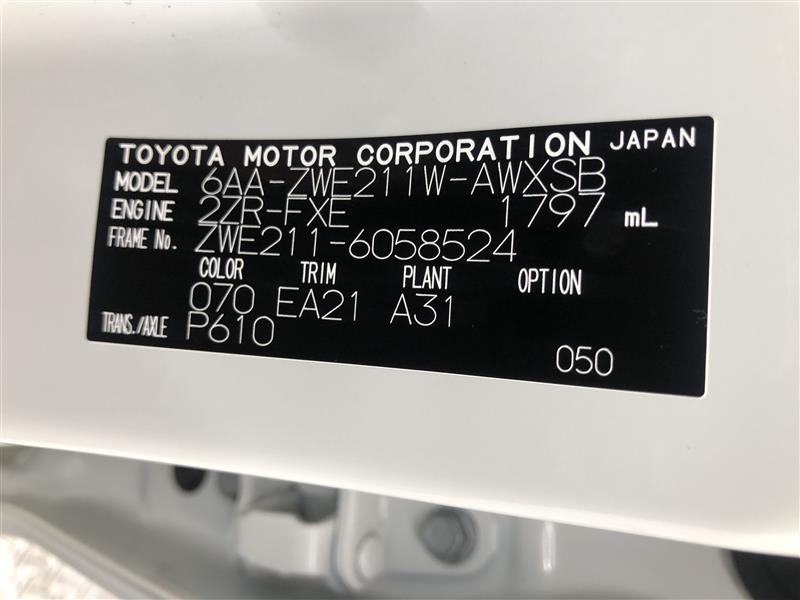 TOYOTA MOTOR CORPORATION JAPAN
MODEL 6AA-ZWE211W-AWXSB
ENGINE 2ZR-FXE 1797 mL
FRAME No. ZWE211-6058524
COLOR TRIM PLANT OPTION
070 EA21 A31
TRANS./AXLE P610
050